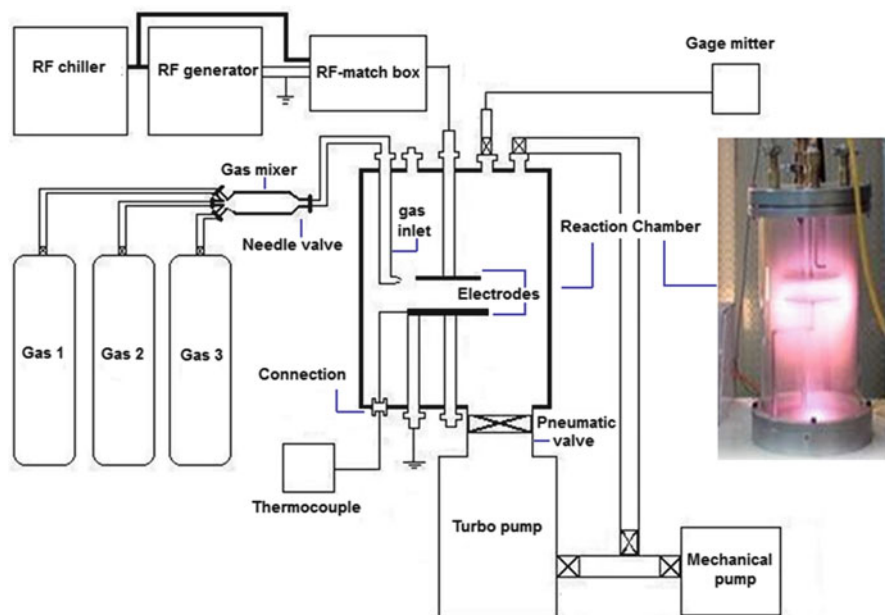 RF chiller
RF generator
RF-match box
Gage mitter
Gas mixer
Needle valve
gas
inlet
Reaction Chamber
Electrodes
Gas 1
Gas 2
Gas 3
Connection
Pneumatic
valve
Thermocouple
Turbo pump
Mechanical
pump